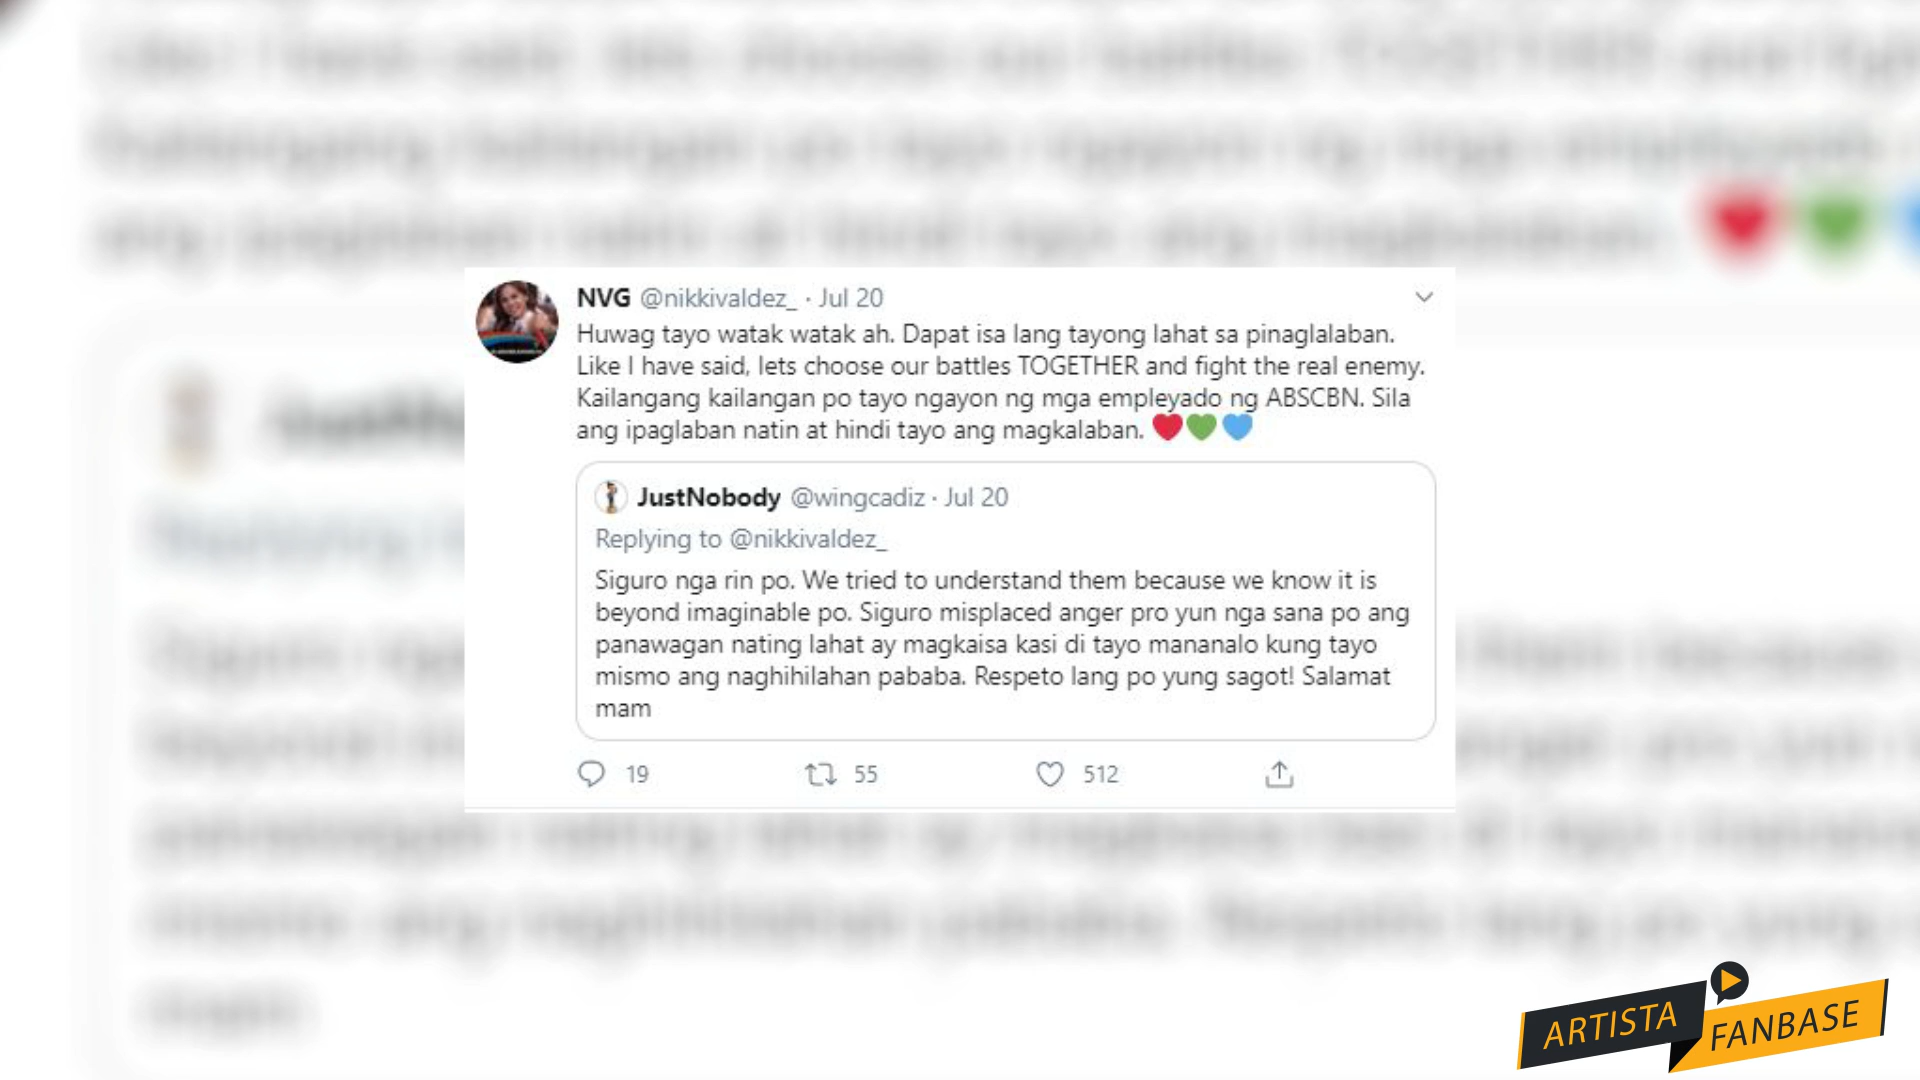 NVG @nikkivaldez_ · Jul 20
Huwag tayo watak watak ah. Dapat isa lang tayong lahat sa pinaglalaban.
Like I have said, lets choose our battles TOGETHER and fight the real enemy.
Kailangang kailangan po tayo ngayon ng mga empleyado ng ABSCBN. Sila
ang ipaglaban natin at hindi tayo ang magkalaban. ❤️💚💙
JustNobody @wingcadiz · Jul 20
Replying to @nikkivaldez_
Siguro nga rin po. We tried to understand them because we know it is
beyond imaginable po. Siguro misplaced anger pro yun nga sana po ang
panawagan nating lahat ay magkaisa kasi di tayo mananalo kung tayo
mismo ang naghihilahan pababa. Respeto lang po yung sagot! Salamat
mam
19 55 512
ARTISTA FANBASE